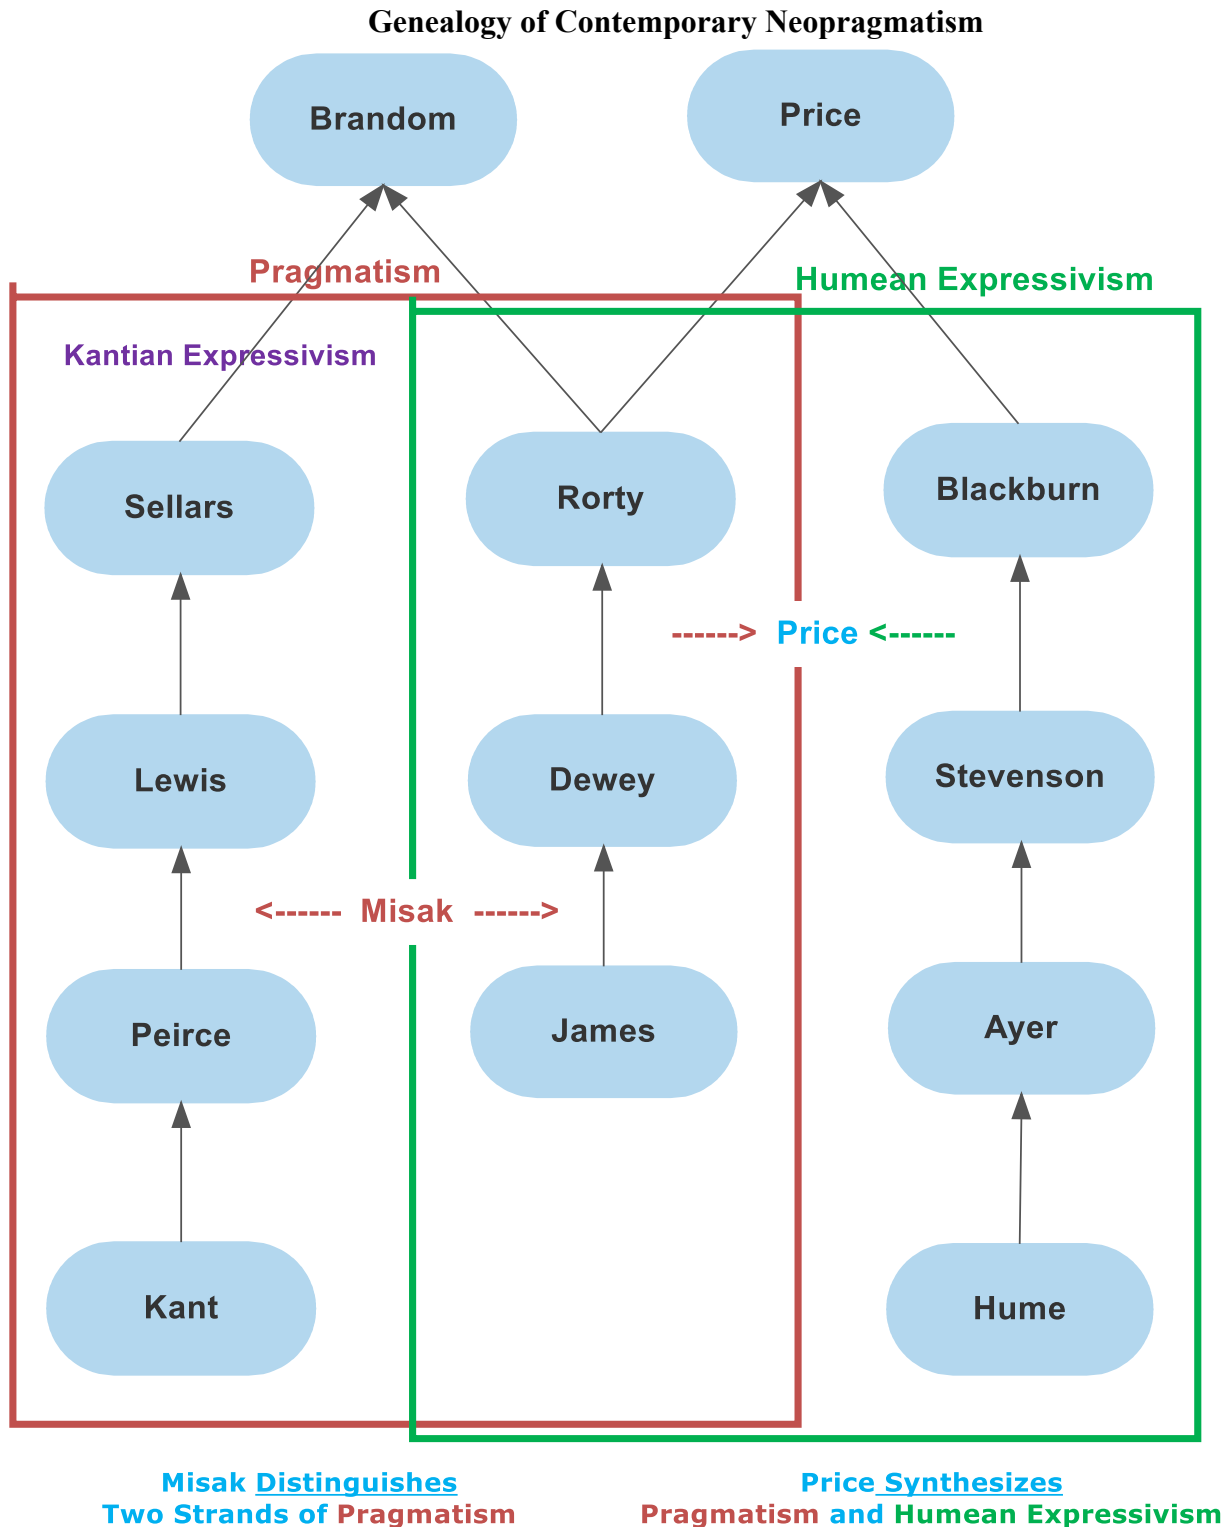 Genealogy of Contemporary Neopragmatism
Brandom
Price
Pragmatism
Humean Expressivism
Kantian Expressivism
Sellars
Rorty
Blackburn
------> Price <------
Lewis
Dewey
Stevenson
<------ Misak ------>
Peirce
James
Ayer
Kant
Hume
Misak Distinguishes
Two Strands of Pragmatism
Price Synthesizes
Pragmatism and Humean Expressivism